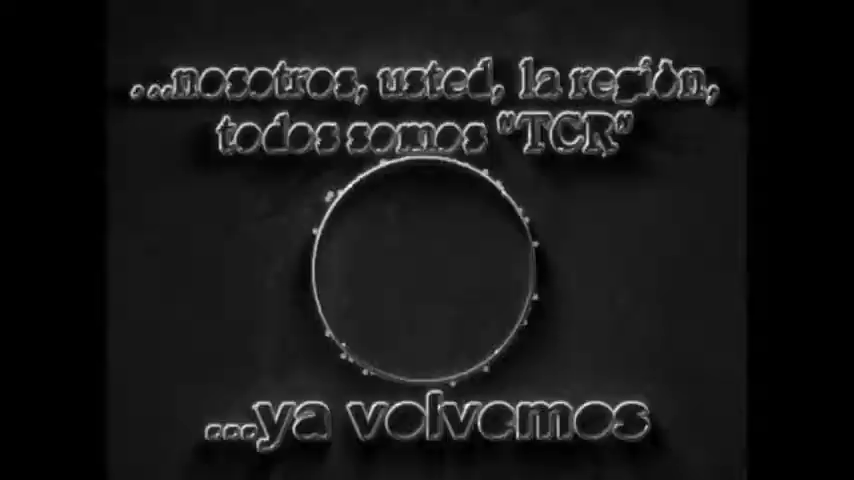 ...nosotros, usted, la región,
todos somos "TCR"
...ya volvemos